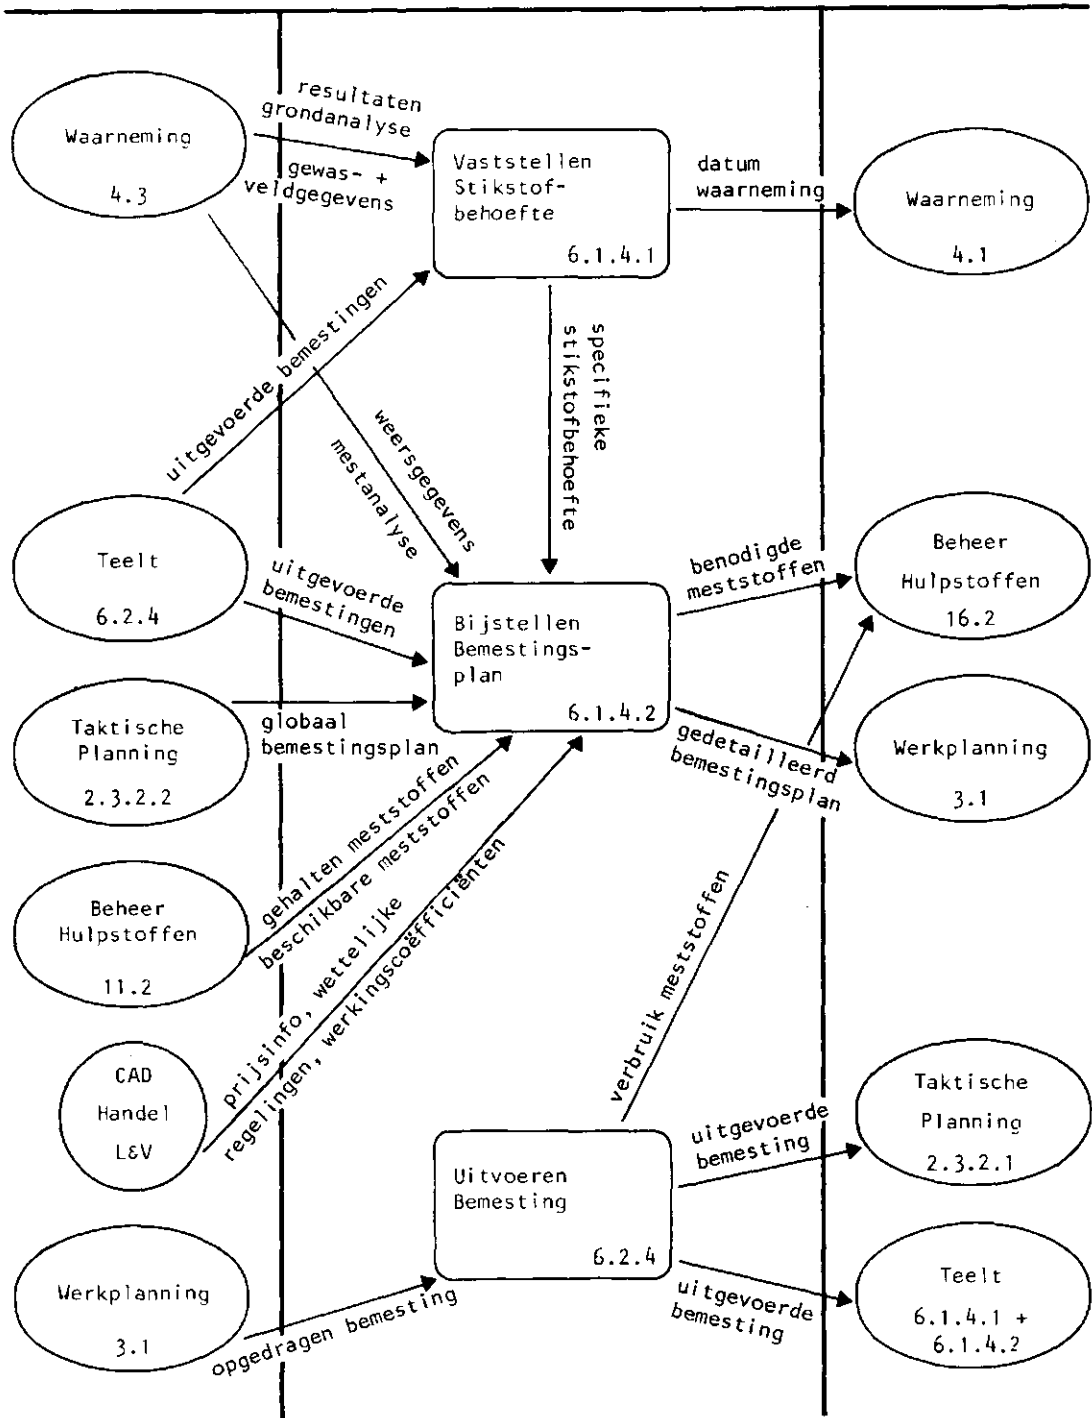 resultaten
grondanalyse
Waarneming
4.3
gewas- +
veldgegevens
Vaststellen
Stikstof-
behoefte
6.1.4.1
datum
waarneming
Waarneming
4.1
uitgevoerde bemestingen
weersgegevens
mestanalyse
specifieke
stikstofbehoefte
Teelt
6.2.4
uitgevoerde
bemestingen
Bijstellen
Bemestings-
plan
6.1.4.2
benodigde
meststoffen
Beheer
Hulpstoffen
16.2
Taktische
Planning
2.3.2.2
globaal
bemestingsplan
gedetailleerd
bemestingsplan
Werkplanning
3.1
Beheer
Hulpstoffen
11.2
gehalten meststoffen
beschikbare meststoffen
CAD
Handel
L&V
prijsinfo, wettelijke
regelingen, werkingscoëfficiënten
verbruik meststoffen
Uitvoeren
Bemesting
6.2.4
uitgevoerde
bemesting
Taktische
Planning
2.3.2.1
Werkplanning
3.1
opgedragen bemesting
uitgevoerde
bemesting
Teelt
6.1.4.1 +
6.1.4.2